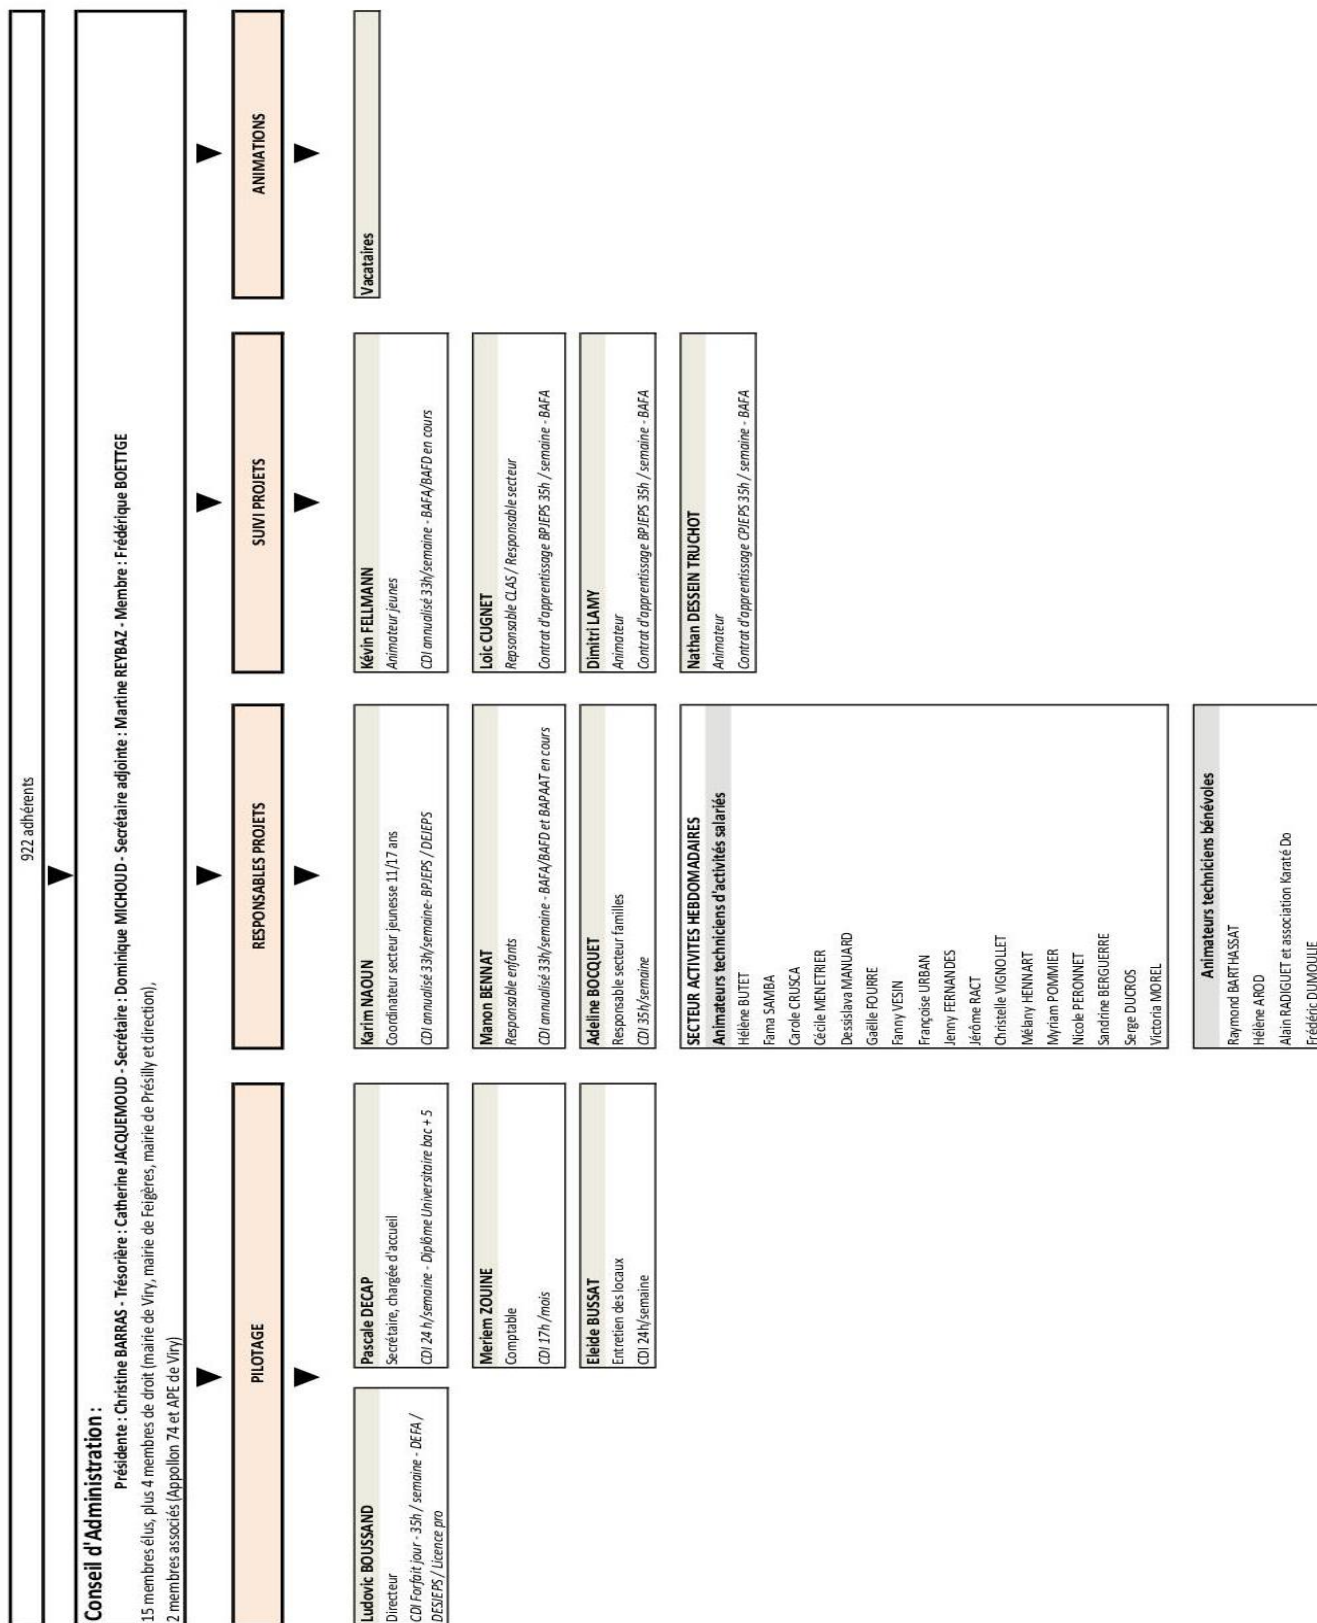 922 adhérents
Conseil d'Administration :
Présidente : Christine BARRAS - Trésorière : Catherine JACQUEMOUD - Secrétaire : Dominique MICHOUD - Secrétaire adjointe : Martine REYBAZ - Membre : Frédérique BOETTGE
15 membres élus, plus 4 membres de droit (mairie de Viry, mairie de Feigères, mairie de Présilly et direction),
2 membres associés (Appollon 74 et APE de Viry)
PILOTAGE
RESPONSABLES PROJETS
SUIVI PROJETS
ANIMATIONS
Ludovic BOUSSAND
Directeur
CDI Forfait jour - 35h / semaine - DEFA /
DESJEPS / Licence pro
Pascale DECAP
Secrétaire, chargée d'accueil
CDI 24 h/semaine - Diplôme Universitaire bac + 5
Meriem ZOUINE
Comptable
CDI 17h /mois
Eleide BUSSAT
Entretien des locaux
CDI 24h/semaine
Karim NAOUN
Coordinateur secteur jeunesse 11/17 ans
CDI annualisé 33h/semaine- BPJEPS / DEJEPS
Manon BENNAT
Responsable enfants
CDI annualisé 33h/semaine - BAFA/BAFD et BAPAAT en cours
Adeline BOCQUET
Responsable secteur familles
CDI 35h/semaine
SECTEUR ACTIVITES HEBDOMADAIRES
Animateurs techniciens d'activités salariés
Hélène BUTET
Fama SAMBA
Carole CRUSCA
Cécile MENETRIER
Dessislava MANUARD
Gaëlle FOURRE
Fanny VESIN
Françoise URBAN
Jenny FERNANDES
Jérôme RACT
Christelle VIGNOLLET
Mélany HENNART
Myriam POMMIER
Nicole PERONNET
Sandrine BERGUERRE
Serge DUCROS
Victoria MOREL
Animateurs techniciens bénévoles
Raymond BARTHASSAT
Hélène AROD
Alain RADIGUET et association Karaté Do
Frédéric DUMOULIE
Kévin FELLMANN
Animateur jeunes
CDI annualisé 33h/semaine - BAFA/BAFD en cours
Loic CUGNET
Repsonsable CLAS / Responsable secteur
Contrat d'apprentissage BPJEPS 35h / semaine - BAFA
Dimitri LAMY
Animateur
Contrat d'apprentissage BPJEPS 35h / semaine - BAFA
Nathan DESSEIN TRUCHOT
Animateur
Contrat d'apprentissage CPJEPS 35h / semaine - BAFA
Vacataires